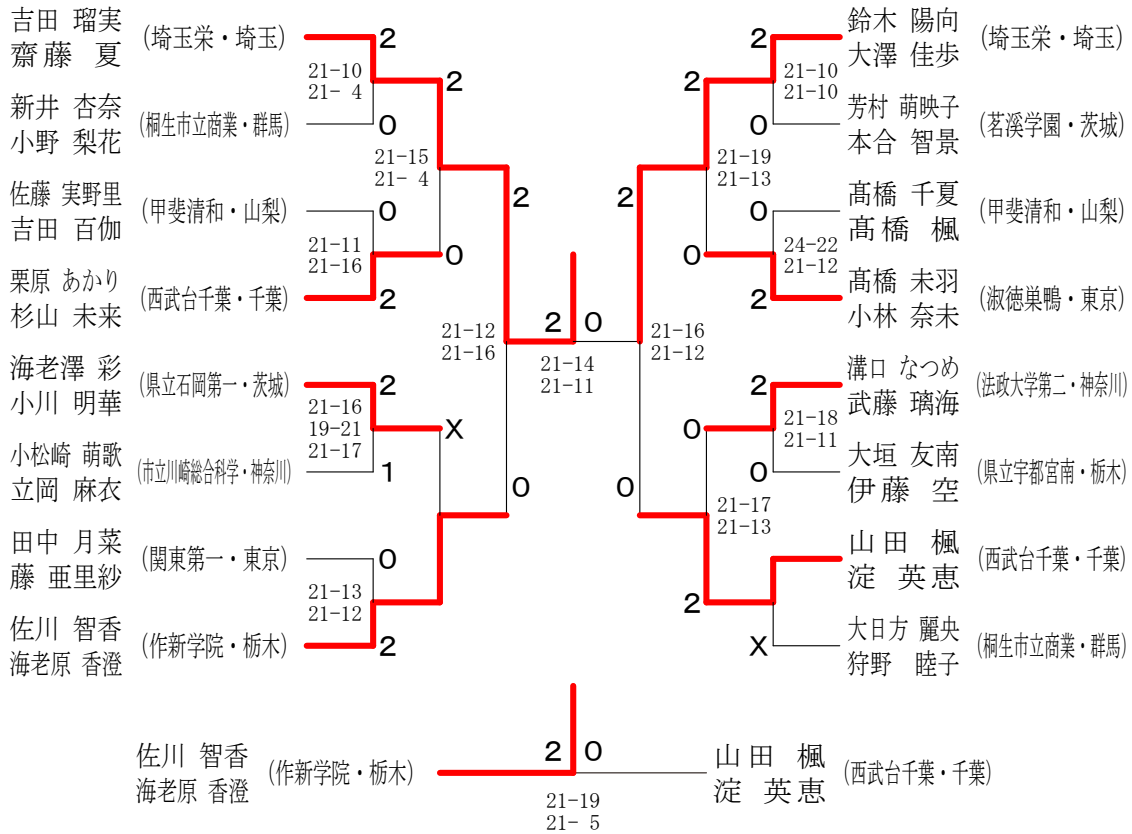 吉田 瑠実
齋藤 夏
(埼玉栄・埼玉)
2
21-10
21- 4
新井 杏奈
小野 梨花
(桐生市立商業・群馬)
0
2
21-15
21- 4
佐藤 実野里
吉田 百伽
(甲斐清和・山梨)
0
21-11
21-16
栗原 あかり
杉山 未来
(西武台千葉・千葉)
2
0
2
21-12
21-16
海老澤 彩
小川 明華
(県立石岡第一・茨城)
2
21-16
19-21
21-17
小松崎 萌歌
立岡 麻衣
(市立川崎総合科学・神奈川)
1
X
田中 月菜
藤 亜里紗
(関東第一・東京)
0
21-13
21-12
佐川 智香
海老原 香澄
(作新学院・栃木)
2
0
2 0
21-14
21-11
鈴木 陽向
大澤 佳歩
(埼玉栄・埼玉)
2
21-10
21-10
芳村 萌映子
本合 智景
(茗溪学園・茨城)
0
2
21-19
21-13
髙橋 千夏
髙橋 楓
(甲斐清和・山梨)
0
24-22
21-12
髙橋 未羽
小林 奈未
(淑徳巣鴨・東京)
2
0
2
21-16
21-12
溝口 なつめ
武藤 璃海
(法政大学第二・神奈川)
2
21-18
21-11
大垣 友南
伊藤 空
(県立宇都宮南・栃木)
0
0
21-17
21-13
山田 楓
淀 英恵
(西武台千葉・千葉)
大日方 麗央
狩野 睦子
(桐生市立商業・群馬)
X
2
0
佐川 智香
海老原 香澄
(作新学院・栃木)
2 0
21-19
21- 5
山田 楓
淀 英恵
(西武台千葉・千葉)